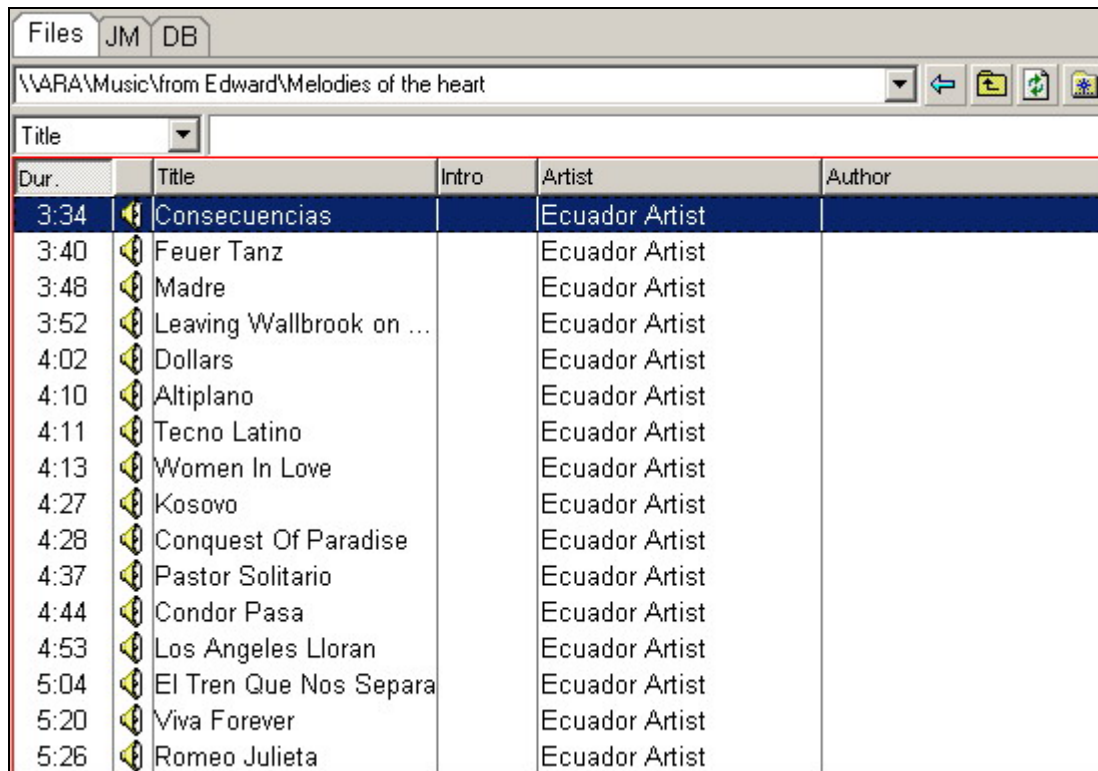 Files JM DB
\\ARA\Music\from Edward\Melodies of the heart
Title
Dur. Title Intro Artist Author
3:34 Consecuencias Ecuador Artist
3:40 Feuer Tanz Ecuador Artist
3:48 Madre Ecuador Artist
3:52 Leaving Wallbrook on ... Ecuador Artist
4:02 Dollars Ecuador Artist
4:10 Altiplano Ecuador Artist
4:11 Tecno Latino Ecuador Artist
4:13 Women In Love Ecuador Artist
4:27 Kosovo Ecuador Artist
4:28 Conquest Of Paradise Ecuador Artist
4:37 Pastor Solitario Ecuador Artist
4:44 Condor Pasa Ecuador Artist
4:53 Los Angeles Lloran Ecuador Artist
5:04 El Tren Que Nos Separa Ecuador Artist
5:20 Viva Forever Ecuador Artist
5:26 Romeo Julieta Ecuador Artist